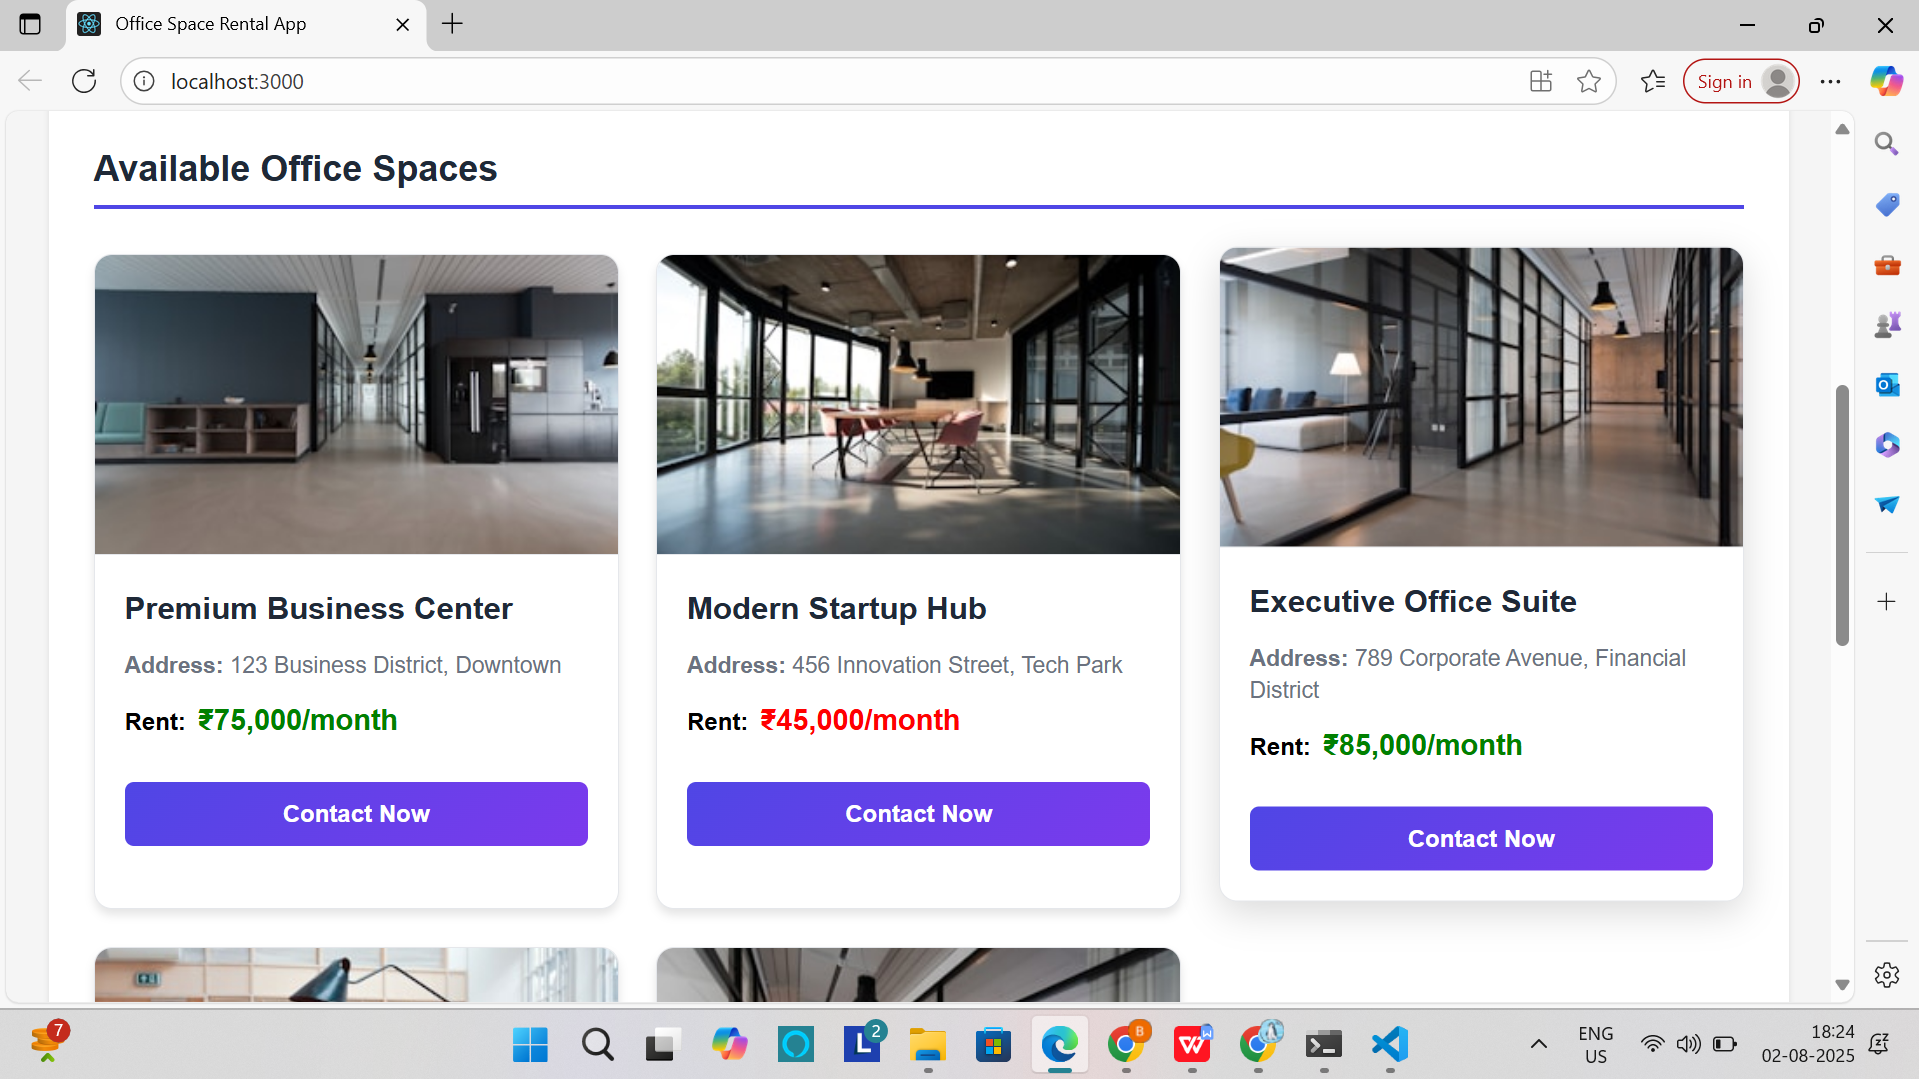 Office Space Rental App
localhost:3000
Sign in
Available Office Spaces
Premium Business Center
Address: 123 Business District, Downtown
Rent: ₹75,000/month
Contact Now
Modern Startup Hub
Address: 456 Innovation Street, Tech Park
Rent: ₹45,000/month
Contact Now
Executive Office Suite
Address: 789 Corporate Avenue, Financial
District
Rent: ₹85,000/month
Contact Now
7
L
2
B
W
W
ENG
US
18:24
02-08-2025